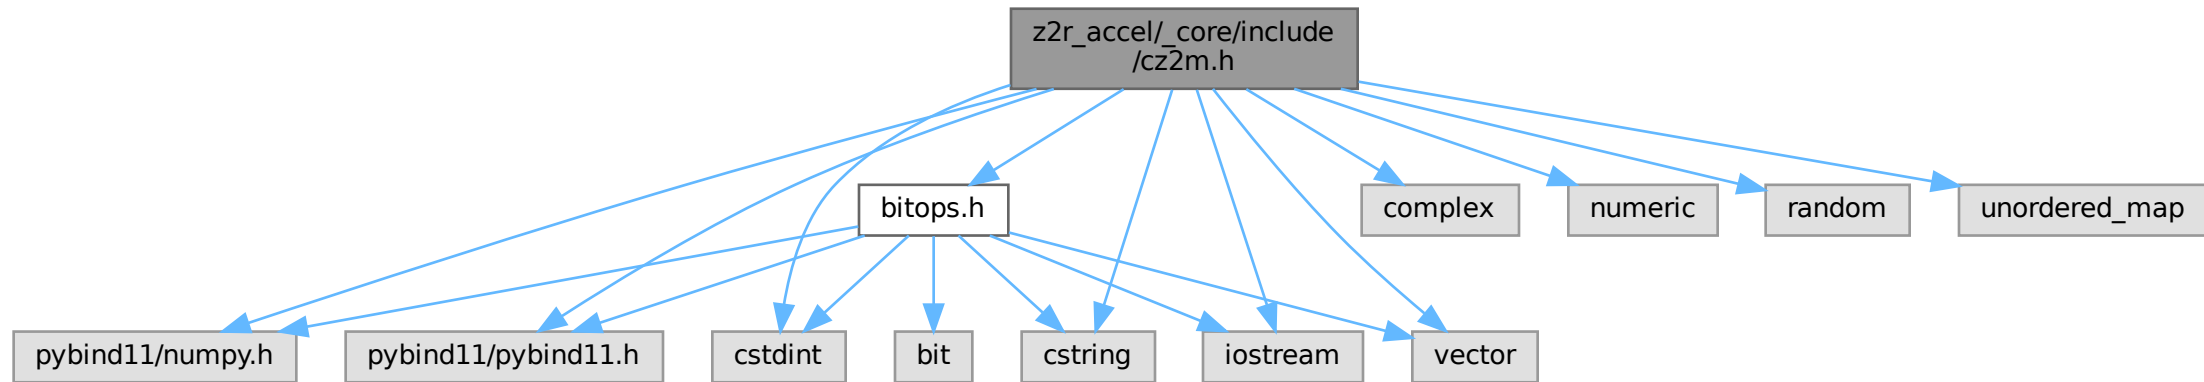 z2r_accel/_core/include
/cz2m.h
bitops.h
complex
numeric
random
unordered_map
pybind11/numpy.h
pybind11/pybind11.h
cstdint
bit
cstring
iostream
vector